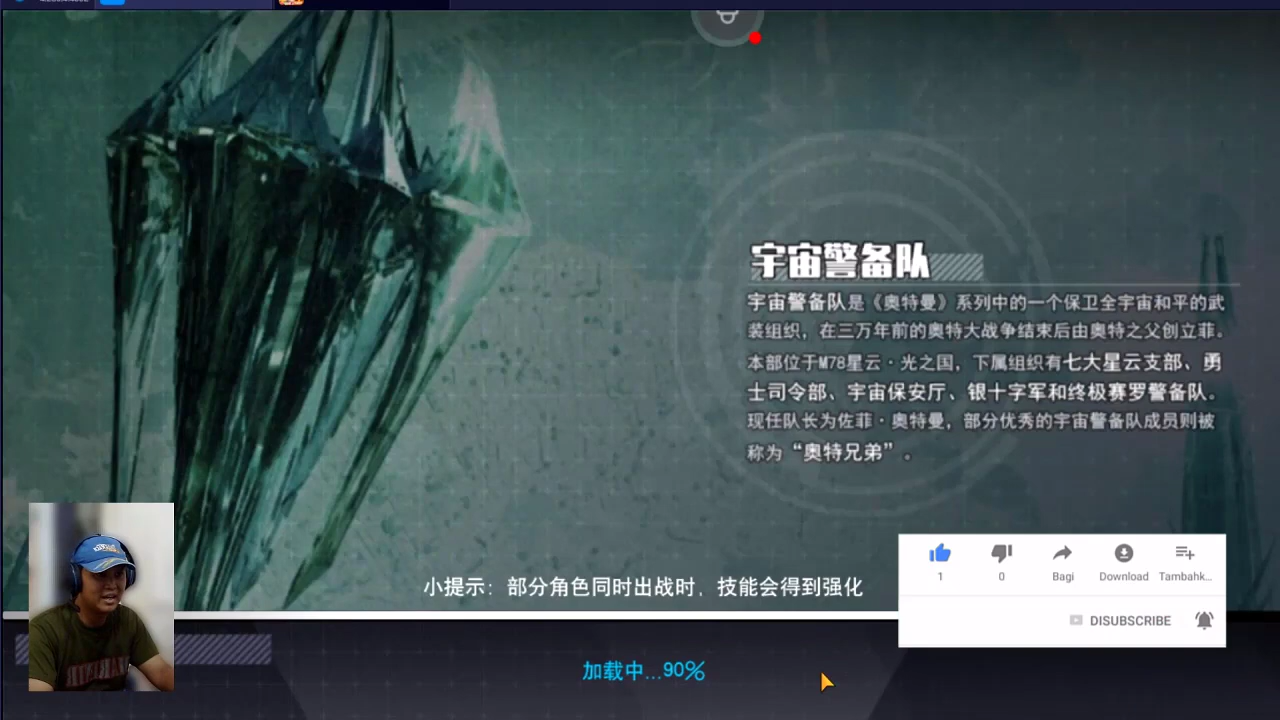 宇宙警备队
宇宙警备队是《奥特曼》系列中的一个保卫全宇宙和平的武
装组织，在三万年前的奥特大战争结束后由奥特之父创立菲。
本部位于M78星云·光之国，下属组织有七大星云支部、勇
士司令部、宇宙保安厅、银十字军和终极赛罗警备队。
现任队长为佐菲·奥特曼，部分优秀的宇宙警备队成员则被
称为“奥特兄弟”。
小提示：部分角色同时出战时，技能会得到强化
1 0 Bagi Download Tambahk...
DISUBSCRIBE
加载中...90%